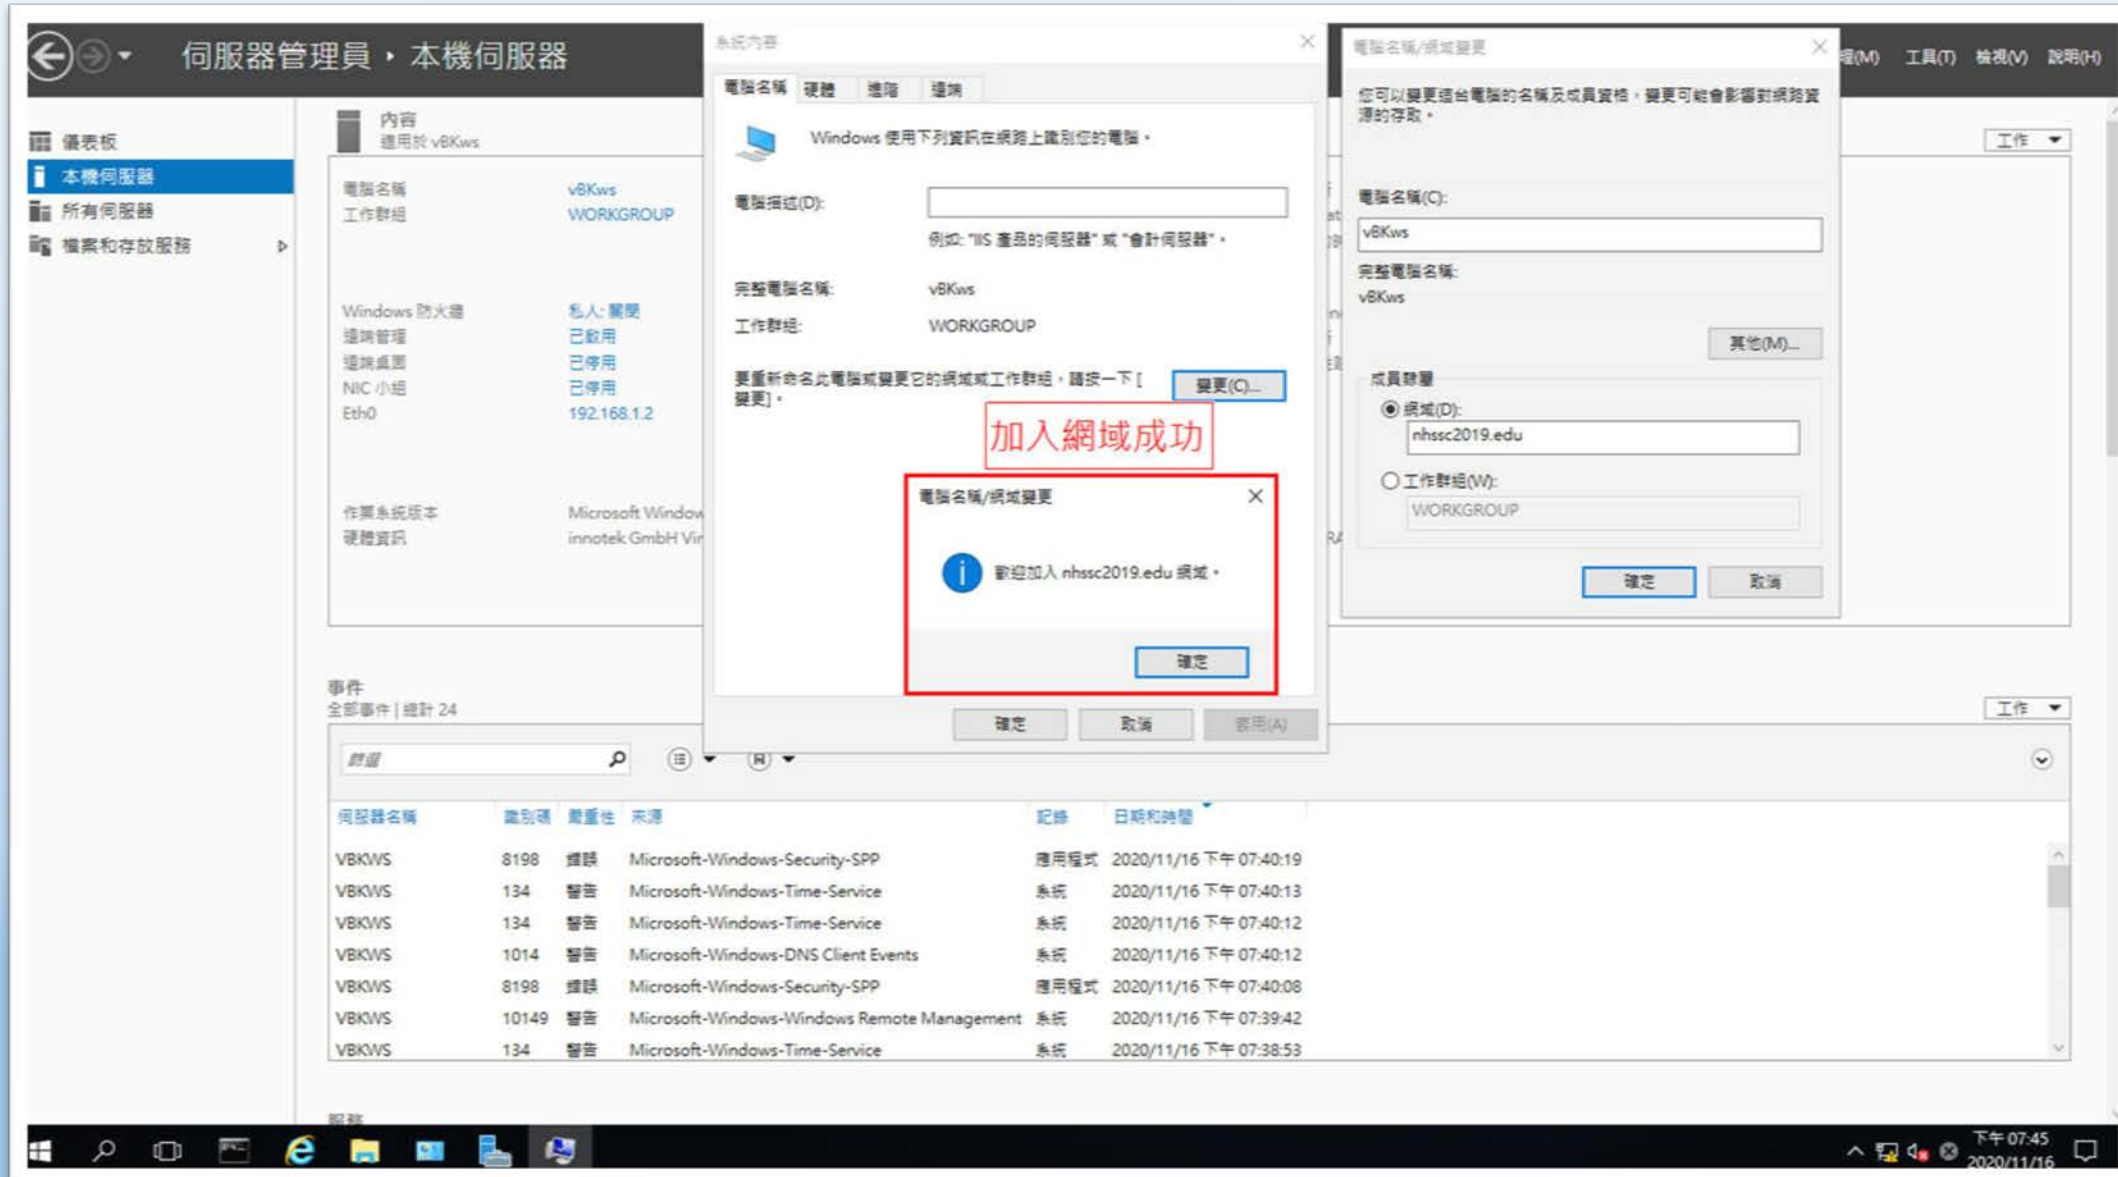 伺服器管理員 ‧ 本機伺服器
工具(T) 檢視(V) 說明(H)
儀表板
本機伺服器
所有伺服器
檔案和存放服務
內容
適用於 vBKws
工作
電腦名稱 vBKws
工作群組 WORKGROUP
Windows 防火牆 私人: 關閉
遠端管理 已啟用
遠端桌面 已停用
NIC 小組 已停用
Eth0 192.168.1.2
作業系統版本 Microsoft Window
硬體資訊 innotek GmbH Vir
系統內容
電腦名稱 硬體 進階 遠端
Windows 使用下列資訊在網路上識別您的電腦。
電腦描述(D):
例如: "IIS 產品的伺服器" 或 "會計伺服器"。
完整電腦名稱: vBKws
工作群組: WORKGROUP
要重新命名此電腦或變更它的網域或工作群組，請按一下 [
變更]。
變更(C)...
加入網域成功
電腦名稱/網域變更
歡迎加入 nhssc2019.edu 網域。
確定
確定 取消 套用(A)
電腦名稱/網域變更
您可以變更這台電腦的名稱及成員資格，變更可能會影響對網路資
源的存取。
電腦名稱(C):
vBKws
完整電腦名稱:
vBKws
其他(M)...
成員隸屬
網域(D):
nhssc2019.edu
工作群組(W):
WORKGROUP
確定 取消
事件
全部事件 | 總計 24
工作
篩選
伺服器名稱 識別碼 嚴重性 來源 記錄 日期和時間
VBKWS 8198 錯誤 Microsoft-Windows-Security-SPP 應用程式 2020/11/16 下午 07:40:19
VBKWS 134 警告 Microsoft-Windows-Time-Service 系統 2020/11/16 下午 07:40:13
VBKWS 134 警告 Microsoft-Windows-Time-Service 系統 2020/11/16 下午 07:40:12
VBKWS 1014 警告 Microsoft-Windows-DNS Client Events 系統 2020/11/16 下午 07:40:12
VBKWS 8198 錯誤 Microsoft-Windows-Security-SPP 應用程式 2020/11/16 下午 07:40:08
VBKWS 10149 警告 Microsoft-Windows-Windows Remote Management 系統 2020/11/16 下午 07:39:42
VBKWS 134 警告 Microsoft-Windows-Time-Service 系統 2020/11/16 下午 07:38:53
下午 07:45
2020/11/16